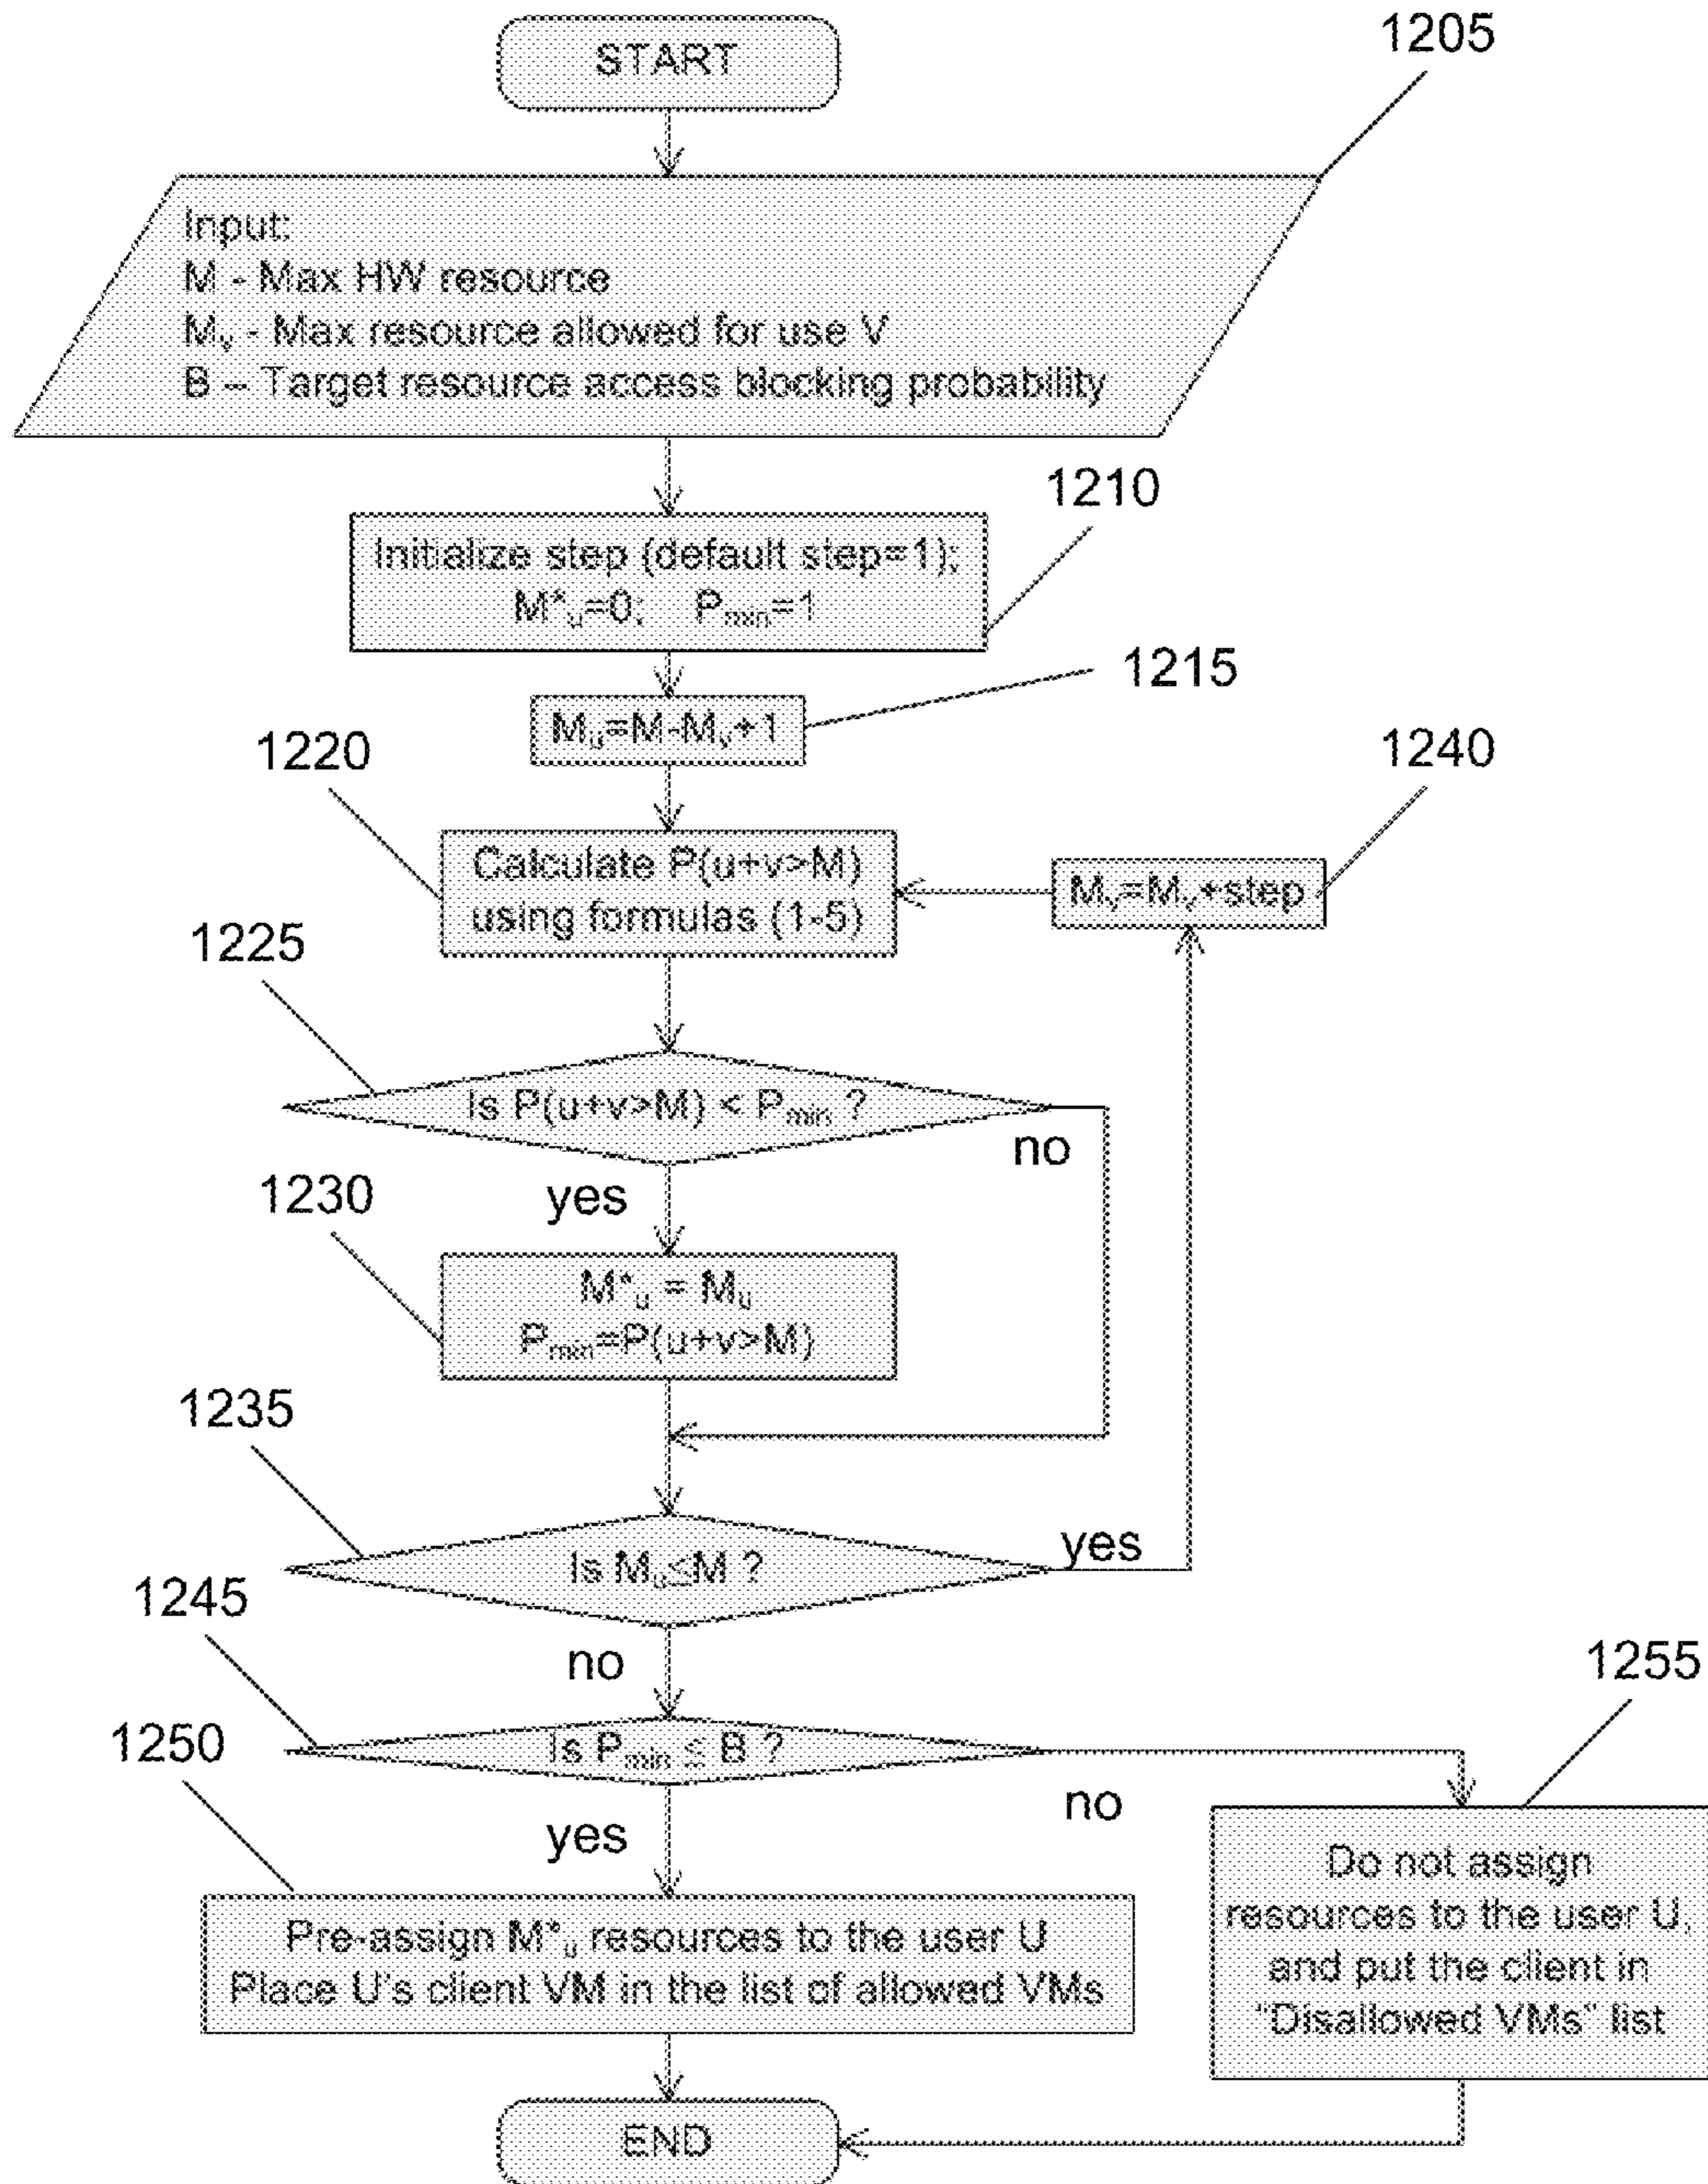 START
1205
Input:
M - Max HW resource
Mᵥ - Max resource allowed for use V
B – Target resource access blocking probability
1210
Initialize step (default step=1);
M*ᵤ=0; Pₘᵢₙ=1
1215
Mᵤ=M-Mᵥ+1
1220
1240
Calculate P(u+v>M)
using formulas (1-5)
Mᵥ=Mᵥ+step
1225
Is P(u+v>M) < Pₘᵢₙ ?
no
yes
1230
M*ᵤ = Mᵤ
Pₘᵢₙ=P(u+v>M)
1235
Is Mᵤ≤M ?
yes
no
1245
1255
Is Pₘᵢₙ ≤ B ?
no
yes
1250
Pre-assign M*ᵤ resources to the user U
Place U's client VM in the list of allowed VMs
Do not assign
resources to the user U,
and put the client in
"Disallowed VMs" list
END